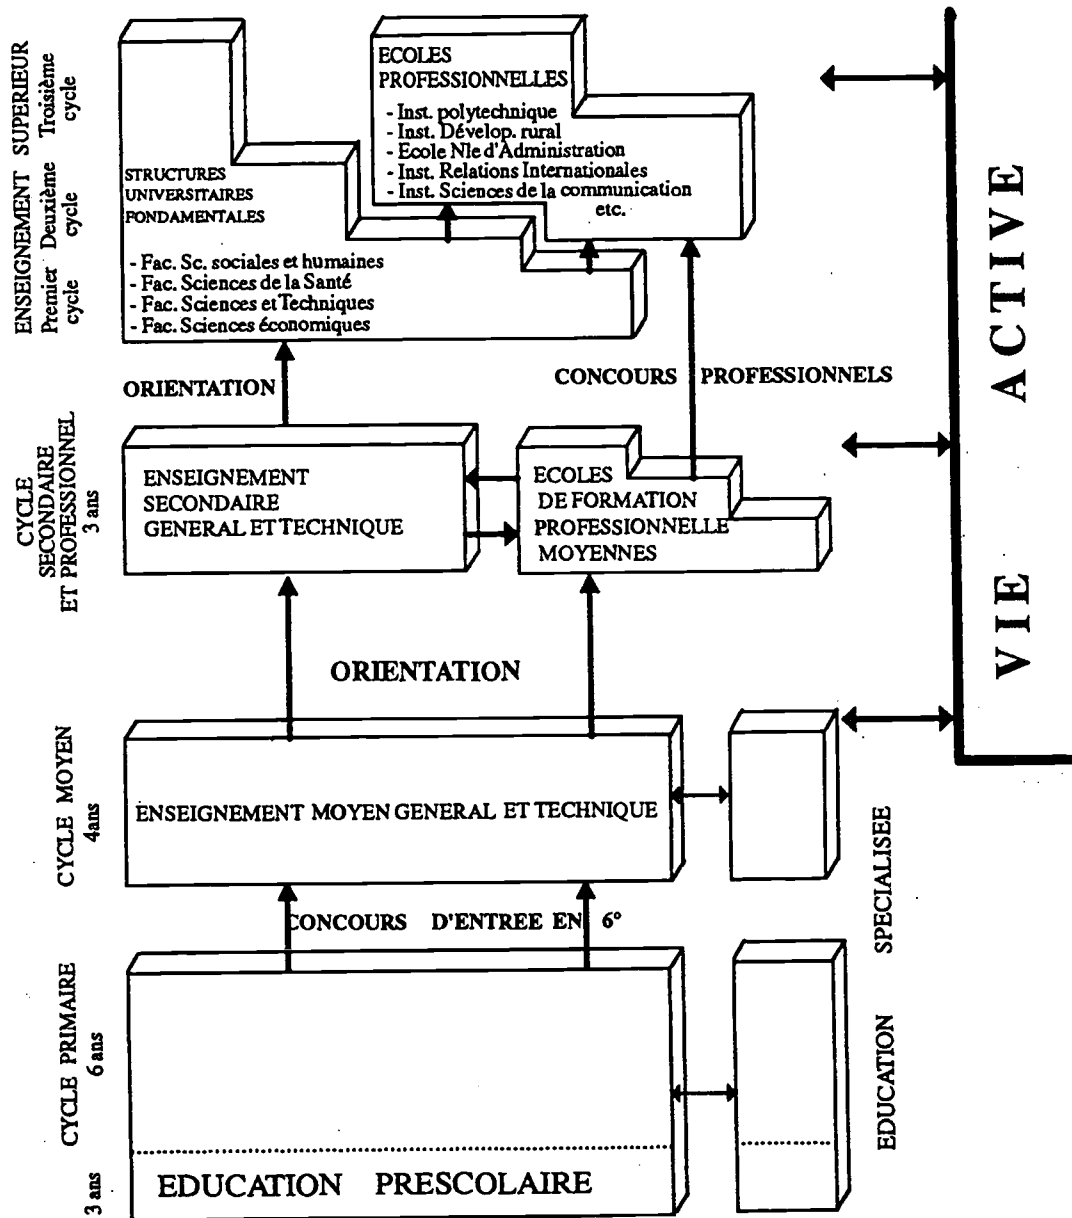 ENSEIGNEMENT SUPERIEUR
Premier cycle
Deuxième cycle
Troisième cycle
ECOLES
PROFESSIONNELLES
- Inst. polytechnique
- Inst. Dévelop. rural
- Ecole Nle d'Administration
- Inst. Relations Internationales
- Inst. Sciences de la communication
etc.
STRUCTURES
UNIVERSITAIRES
FONDAMENTALES
- Fac. Sc. sociales et humaines
- Fac. Sciences de la Santé
- Fac. Sciences et Techniques
- Fac. Sciences économiques
ORIENTATION
CONCOURS PROFESSIONNELS
CYCLE
SECONDAIRE
ET PROFESSIONNEL
3 ans
ENSEIGNEMENT
SECONDAIRE
GENERAL ET TECHNIQUE
ECOLES
DE FORMATION
PROFESSIONNELLE
MOYENNES
VIE ACTIVE
ORIENTATION
CYCLE MOYEN
4ans
ENSEIGNEMENT MOYEN GENERAL ET TECHNIQUE
CONCOURS D'ENTREE EN 6°
CYCLE PRIMAIRE
6 ans
EDUCATION SPECIALISEE
3 ans
EDUCATION PRESCOLAIRE